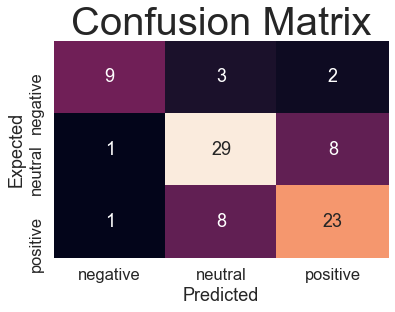 Confusion Matrix
Expected
negative
9 3 2
neutral
1 29 8
positive
1 8 23
negative neutral positive
Predicted